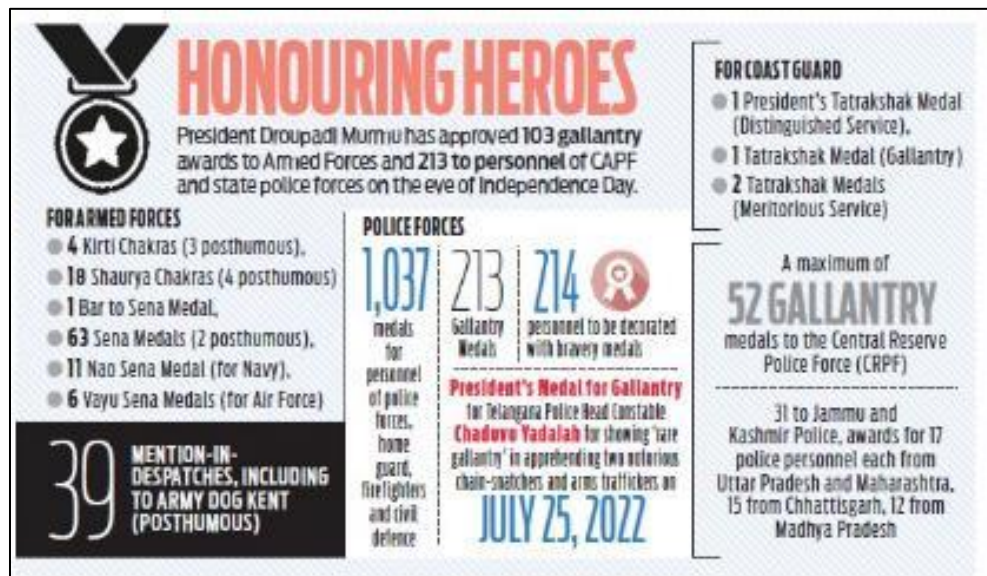 HONOURING HEROES
President Droupadi Murmu has approved 103 gallantry
awards to Armed Forces and 213 to personnel of CAPF
and state police forces on the eve of Independence Day.
FOR ARMED FORCES
4 Kirti Chakras (3 posthumous),
18 Shaurya Chakras (4 posthumous)
1 Bar to Sena Medal,
63 Sena Medals (2 posthumous),
11 Nao Sena Medal (for Navy),
6 Vayu Sena Medals (for Air Force)
39
MENTION-IN-
DESPATCHES, INCLUDING
TO ARMY DOG KENT
(POSTHUMOUS)
POLICE FORCES
1,037
medals
for
personnel
of police
forces,
home
guard,
fire fighters
and civil
defence
213
Gallantry
Medals
214
personnel to be decorated
with bravery medals
President's Medal for Gallantry
for Telangana Police Head Constable
Chaduvu Yadaiah for showing 'rare
gallantry' in apprehending two notorious
chain-snatchers and arms traffickers on
JULY 25, 2022
FOR COAST GUARD
1 President's Tatrakshak Medal
(Distinguished Service),
1 Tatrakshak Medal (Gallantry)
2 Tatrakshak Medals
(Meritorious Service)
A maximum of
52 GALLANTRY
medals to the Central Reserve
Police Force (CRPF)
31 to Jammu and
Kashmir Police, awards for 17
police personnel each from
Uttar Pradesh and Maharashtra,
15 from Chhattisgarh, 12 from
Madhya Pradesh